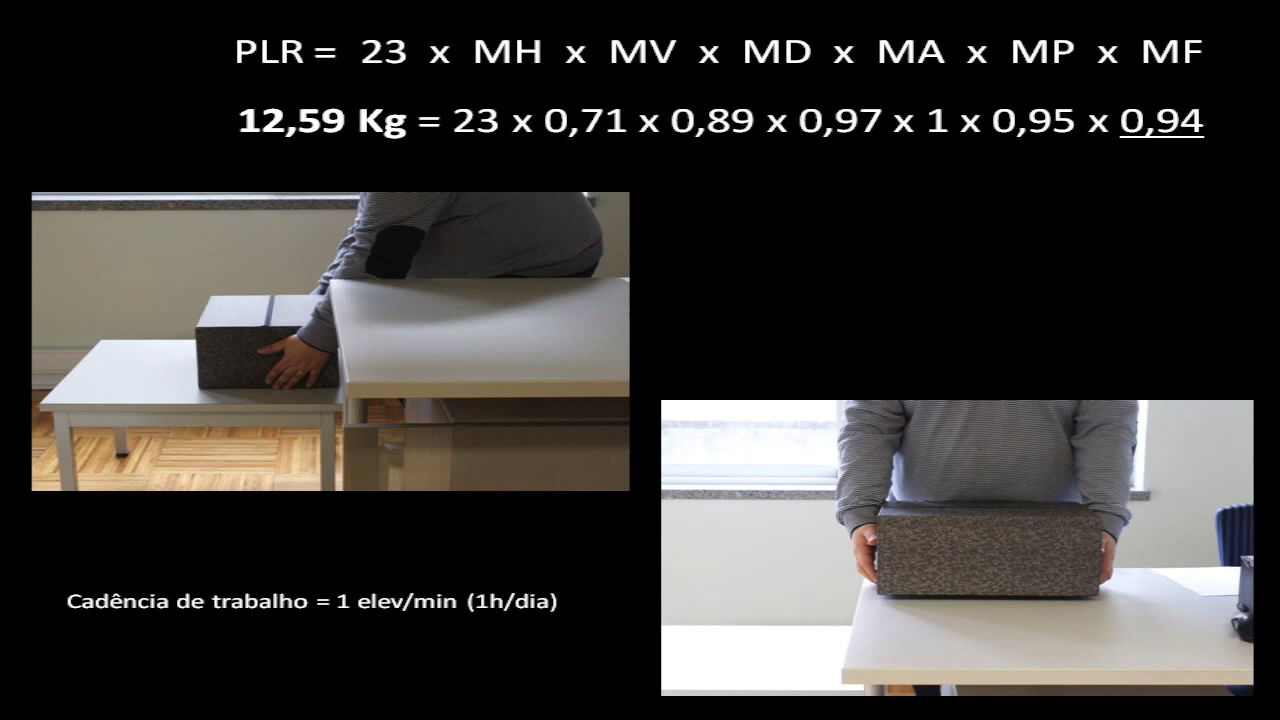 PLR = 23 x MH x MV x MD x MA x MP x MF
12,59 Kg = 23 x 0,71 x 0,89 x 0,97 x 1 x 0,95 x 0,94
Cadência de trabalho = 1 elev/min (1h/dia)